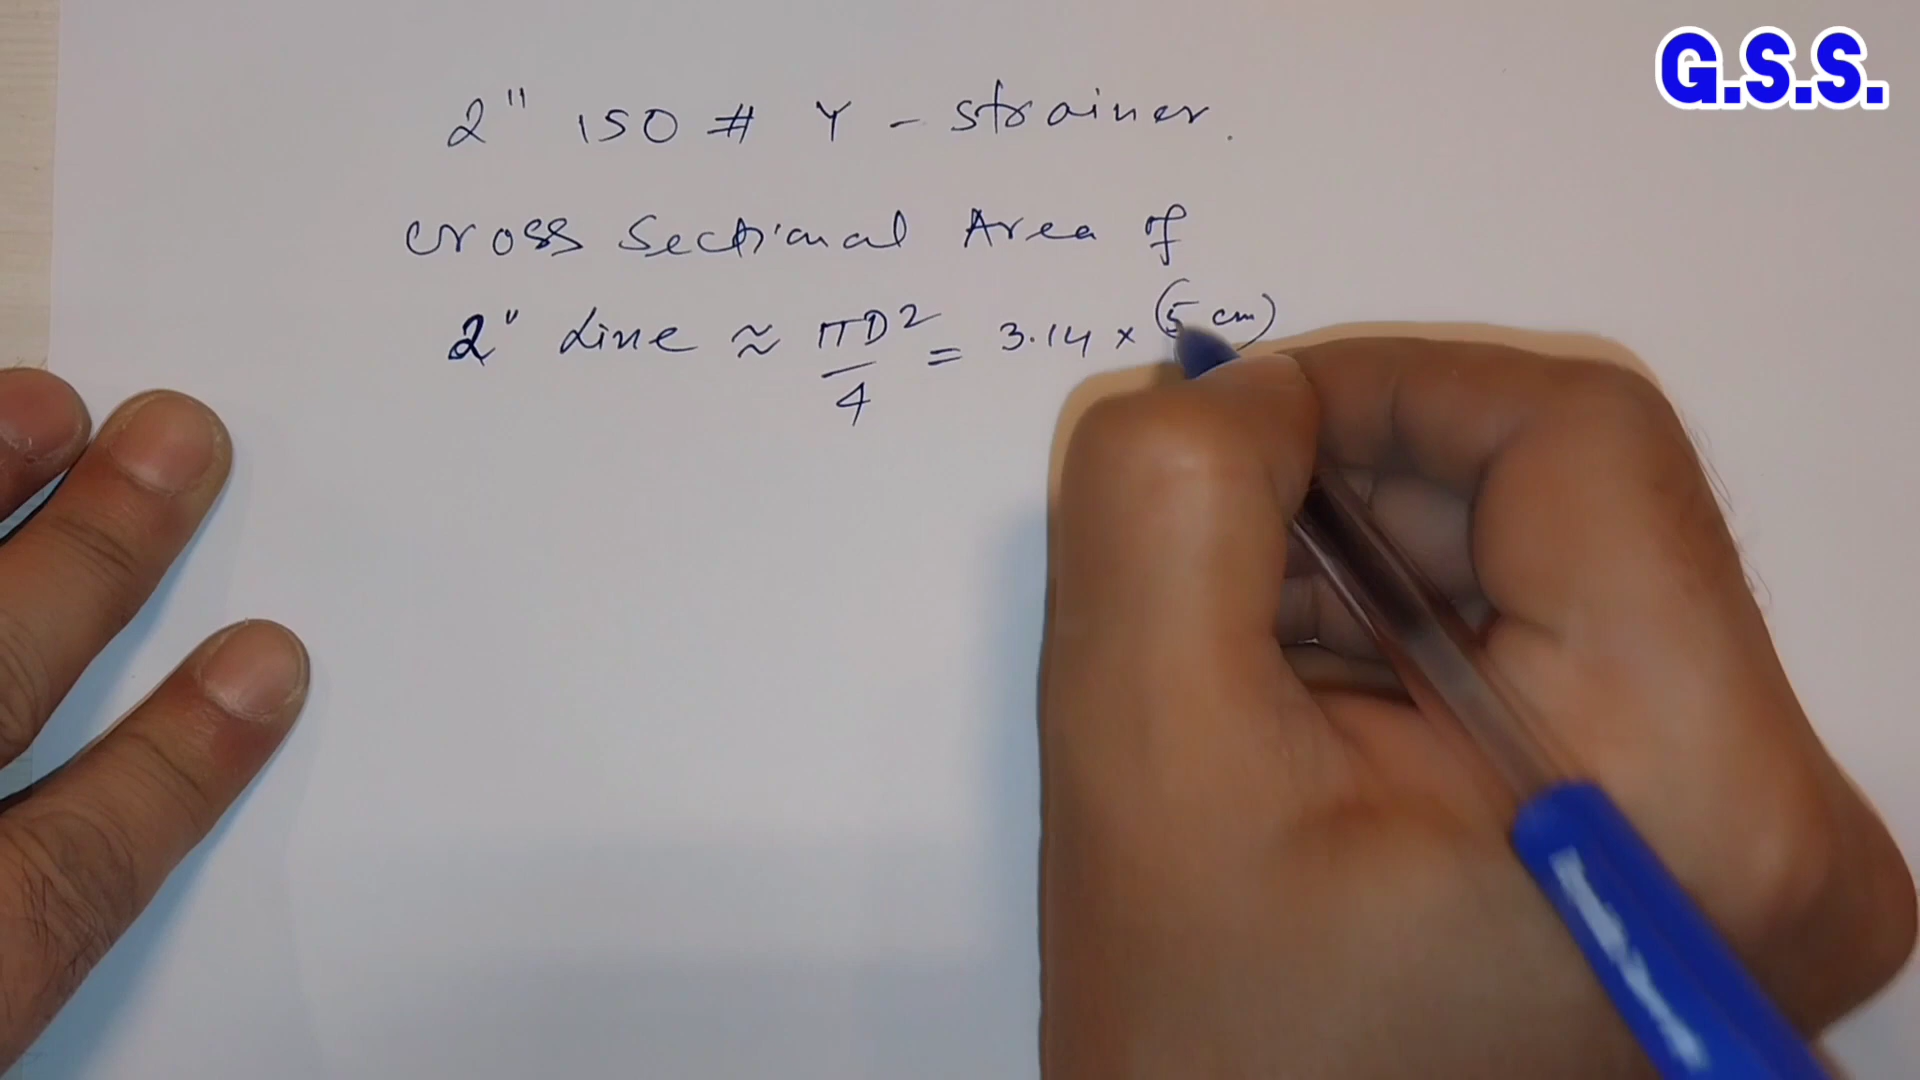 G.S.S.
2" 150 # Y - strainer.
cross Sectional Area of
2" Line ≈ πD²/4 = 3.14 × (5 cm)